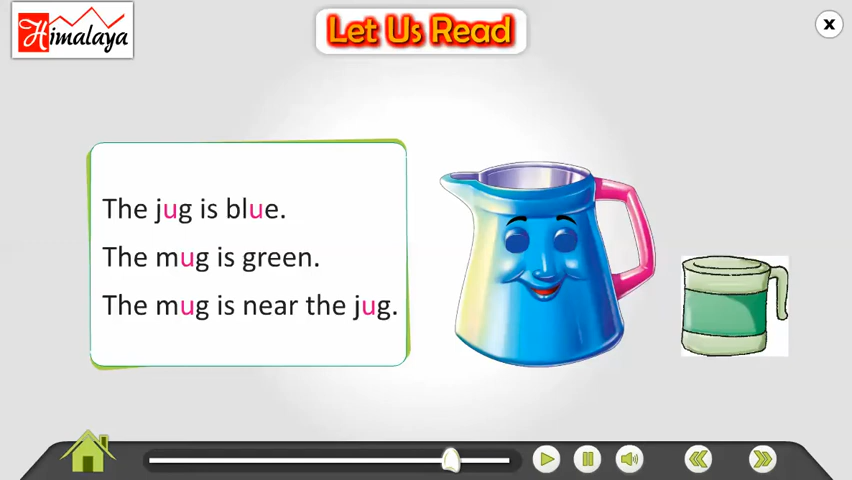 Himalaya
Let Us Read
The jug is blue.
The mug is green.
The mug is near the jug.